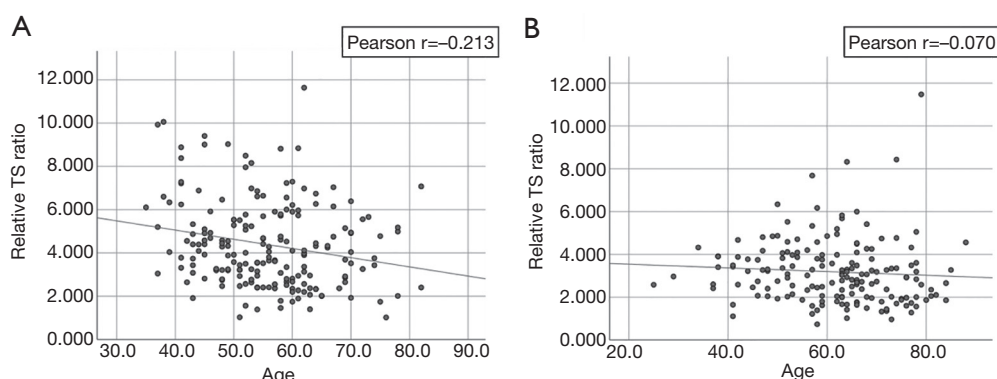 A
Pearson r=–0.213
12.000
10.000
8.000
6.000
4.000
2.000
0.000
Relative TS ratio
30.0 40.0 50.0 60.0 70.0 80.0 90.0
Age
B
Pearson r=–0.070
12.000
10.000
8.000
6.000
4.000
2.000
0.000
Relative TS ratio
20.0 40.0 60.0 80.0
Age